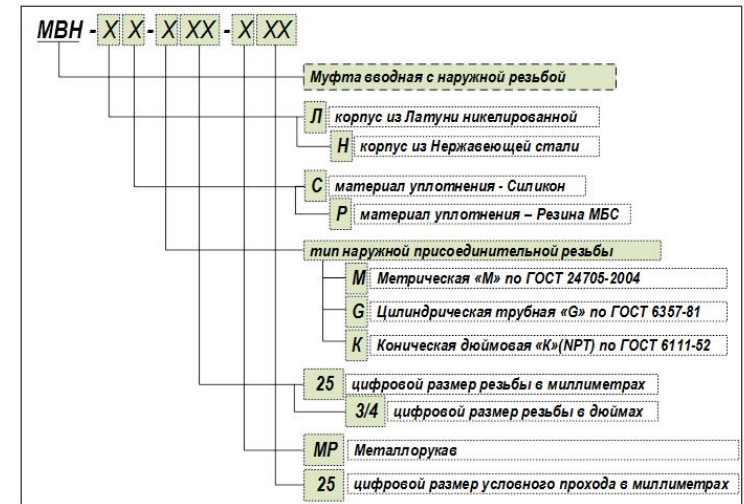 МВН - Х Х - Х ХХ - Х ХХ
Муфта вводная с наружной резьбой
Л корпус из Латуни никелированной
Н корпус из Нержавеющей стали
С материал уплотнения - Силикон
Р материал уплотнения – Резина МБС
тип наружной присоединительной резьбы
М Метрическая «М» по ГОСТ 24705-2004
G Цилиндрическая трубная «G» по ГОСТ 6357-81
К Коническая дюймовая «К»(NPT) по ГОСТ 6111-52
25 цифровой размер резьбы в миллиметрах
3/4 цифровой размер резьбы в дюймах
МР Металлорукав
25 цифровой размер условного прохода в миллиметрах